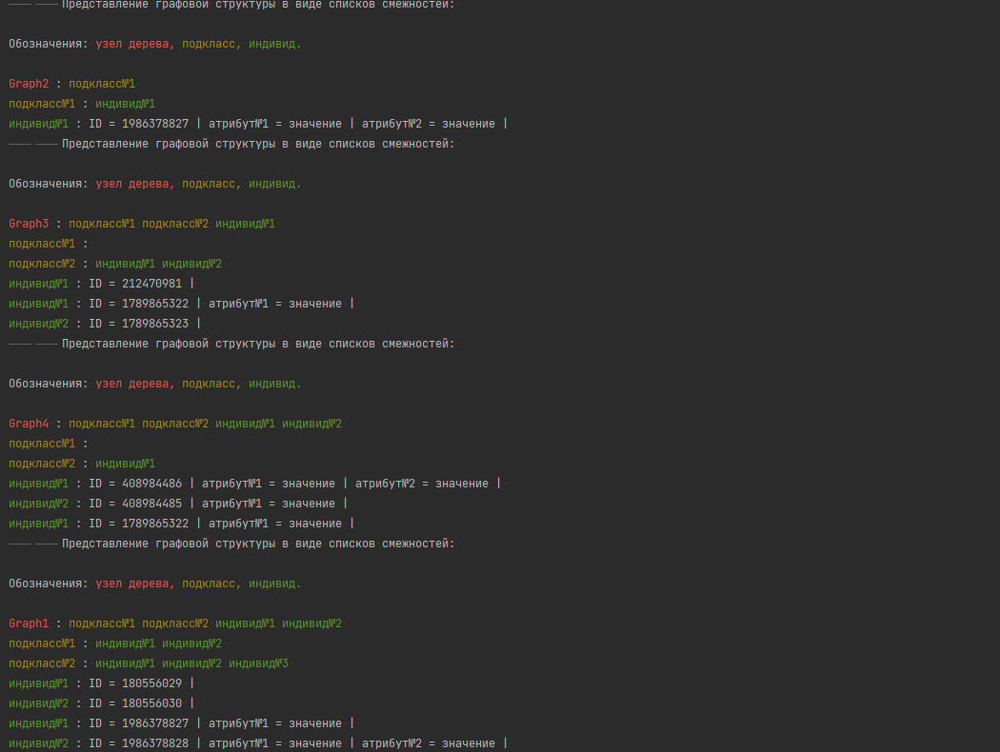 —— —— Представление графовой структуры в виде списков смежностей:
Обозначения: узел дерева, подкласс, индивид.
Graph2 : подкласс№1
подкласс№1 : индивид№1
индивид№1 : ID = 1986378827 | атрибут№1 = значение | атрибут№2 = значение |
—— —— Представление графовой структуры в виде списков смежностей:
Обозначения: узел дерева, подкласс, индивид.
Graph3 : подкласс№1 подкласс№2 индивид№1
подкласс№1 :
подкласс№2 : индивид№1 индивид№2
индивид№1 : ID = 212470981 |
индивид№1 : ID = 1789865322 | атрибут№1 = значение |
индивид№2 : ID = 1789865323 |
—— —— Представление графовой структуры в виде списков смежностей:
Обозначения: узел дерева, подкласс, индивид.
Graph4 : подкласс№1 подкласс№2 индивид№1 индивид№2
подкласс№1 :
подкласс№2 : индивид№1
индивид№1 : ID = 408984486 | атрибут№1 = значение | атрибут№2 = значение |
индивид№2 : ID = 408984485 | атрибут№1 = значение |
индивид№1 : ID = 1789865322 | атрибут№1 = значение |
—— —— Представление графовой структуры в виде списков смежностей:
Обозначения: узел дерева, подкласс, индивид.
Graph1 : подкласс№1 подкласс№2 индивид№1 индивид№2
подкласс№1 : индивид№1 индивид№2
подкласс№2 : индивид№1 индивид№2 индивид№3
индивид№1 : ID = 180556029 |
индивид№2 : ID = 180556030 |
индивид№1 : ID = 1986378827 | атрибут№1 = значение |
индивид№2 : ID = 1986378828 | атрибут№1 = значение | атрибут№2 = значение |